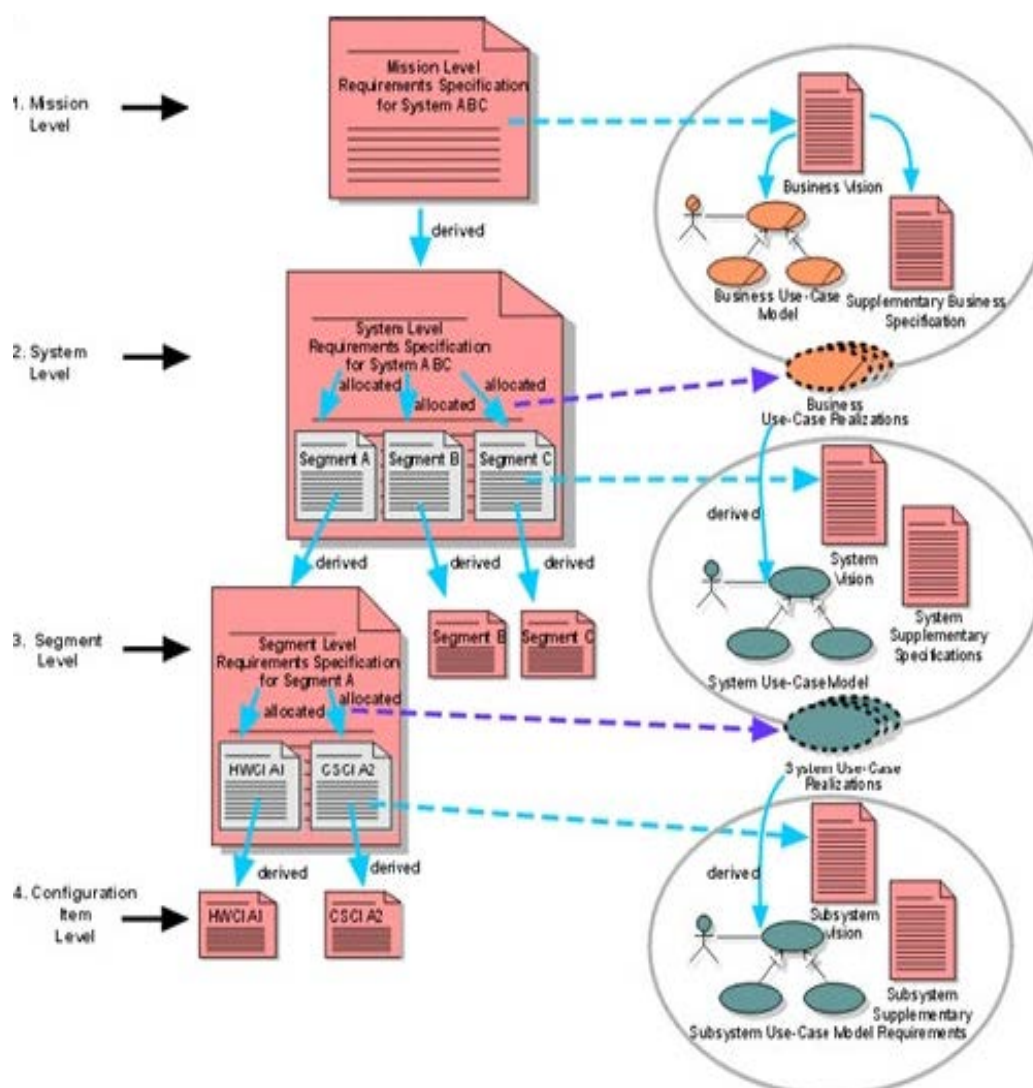 1. Mission
Level
Mission Level
Requirements Specification
for System ABC
Business Vision
derived
Business Use-Case
Model
Supplementary Business
Specification
2. System
Level
System Level
Requirements Specification
for System ABC
allocated
allocated
allocated
Business
Use-Case Realizations
Segment A
Segment B
Segment C
derived
derived
derived
derived
System
Vision
System
Supplementary
Specifications
System Use-Case Model
3. Segment
Level
Segment B
Segment C
Segment Level
Requirements Specification
for Segment A
allocated
allocated
HWCI A1
CSCI A2
System Use-Case
Realizations
derived
derived
derived
4. Configuration
Item
Level
HWCI A1
CSCI A2
Subsystem
Vision
Subsystem
Supplementary
Subsystem Use-Case Model Requirements